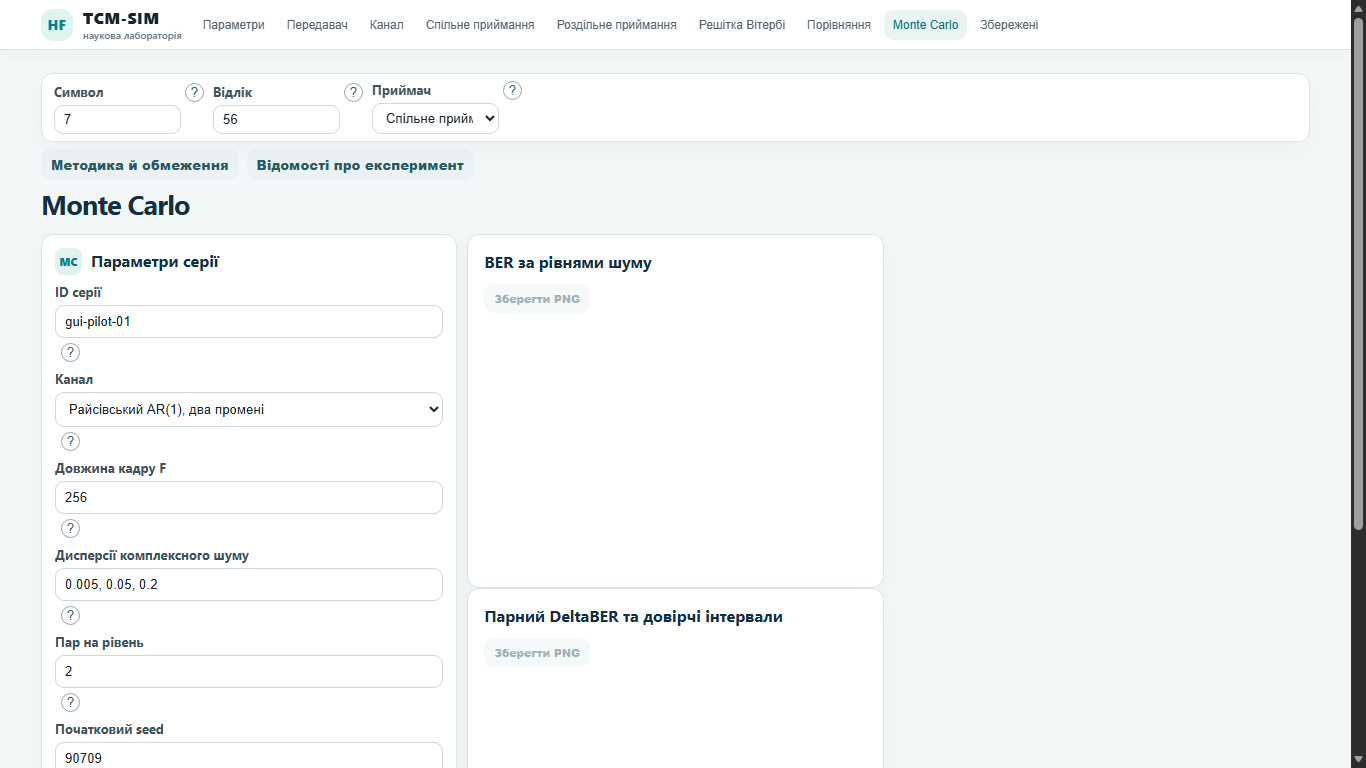 HF
TCM-SIM
наукова лабораторія
Параметри
Передавач
Канал
Спільне приймання
Роздільне приймання
Решітка Вітербі
Порівняння
Monte Carlo
Збережені
Символ
?
Відлік
?
Приймач
?
7
56
Спільне прийм
Методика й обмеження
Відомості про експеримент
Monte Carlo
MC
Параметри серії
ID серії
gui-pilot-01
?
Канал
Райсівський AR(1), два промені
?
Довжина кадру F
256
?
Дисперсії комплексного шуму
0.005, 0.05, 0.2
?
Пар на рівень
2
?
Початковий seed
90709
BER за рівнями шуму
Зберегти PNG
Парний DeltaBER та довірчі інтервали
Зберегти PNG